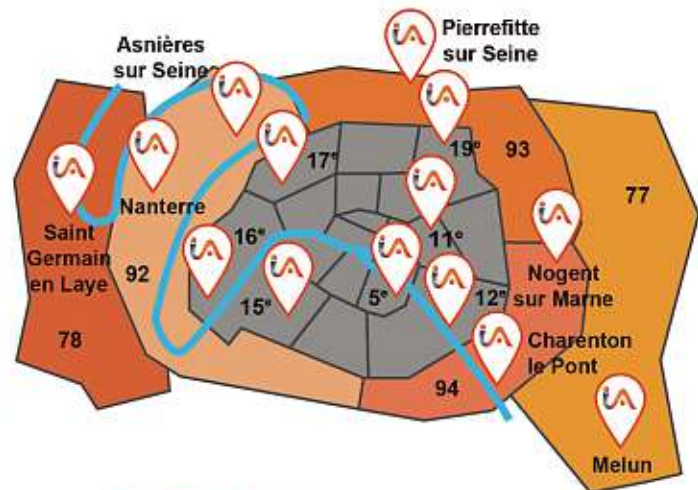 Pierrefitte
sur Seine
Asnières
sur Seines
93
17e
19e
77
Nanterre
Saint
Germain
en Laye
16e
11e
Nogent
sur Marne
92
15e
5e
12e
Charenton
le Pont
78
94
Melun